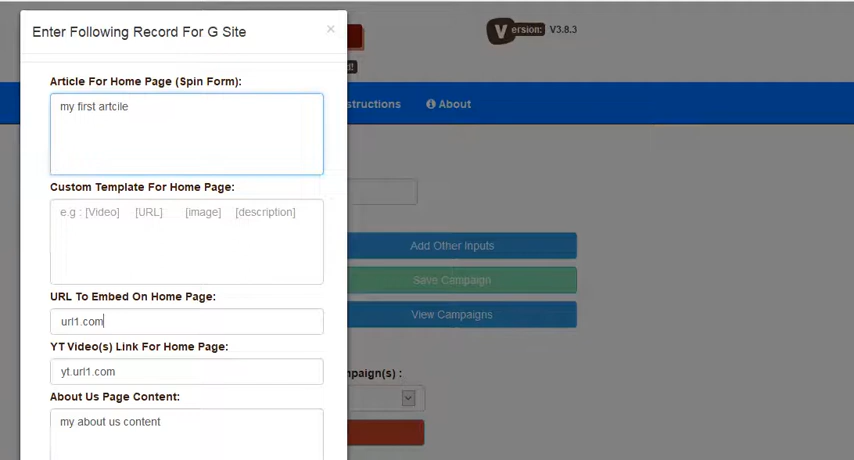 Enter Following Record For G Site
×
Version: V3.8.3
Article For Home Page (Spin Form):
my first artcile
structions
About
Custom Template For Home Page:
e.g : [Video] [URL] [image] [description]
Add Other Inputs
Save Campaign
URL To Embed On Home Page:
url1.com
View Campaigns
YT Video(s) Link For Home Page:
yt.url1.com
mpaign(s) :
About Us Page Content:
my about us content